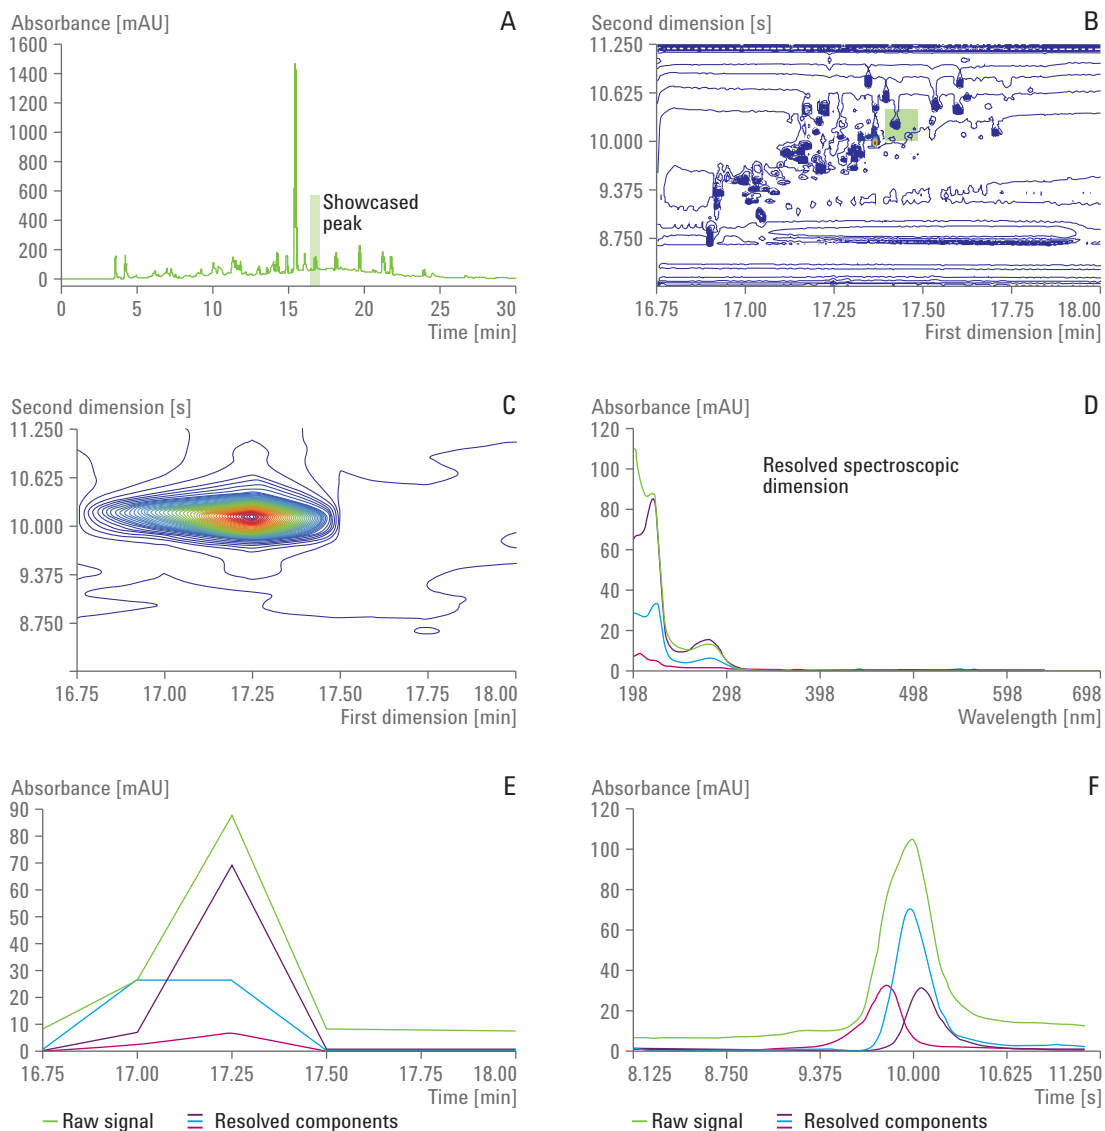 Absorbance [mAU]
A
1600
1400
1200
1000
800
600
400
200
0
Showcased
peak
0 5 10 15 20 25 30
Time [min]
Second dimension [s]
B
11.250
10.625
10.000
9.375
8.750
16.75 17.00 17.25 17.50 17.75 18.00
First dimension [min]
Second dimension [s]
C
11.250
10.625
10.000
9.375
8.750
16.75 17.00 17.25 17.50 17.75 18.00
First dimension [min]
Absorbance [mAU]
D
120
100
80
60
40
20
0
Resolved spectroscopic
dimension
198 298 398 498 598 698
Wavelength [nm]
Absorbance [mAU]
E
90
80
70
60
50
40
30
20
10
0
16.75 17.00 17.25 17.50 17.75 18.00
Time [min]
Raw signal Resolved components
Absorbance [mAU]
F
120
100
80
60
40
20
0
8.125 8.750 9.375 10.000 10.625 11.250
Time [s]
Raw signal Resolved components